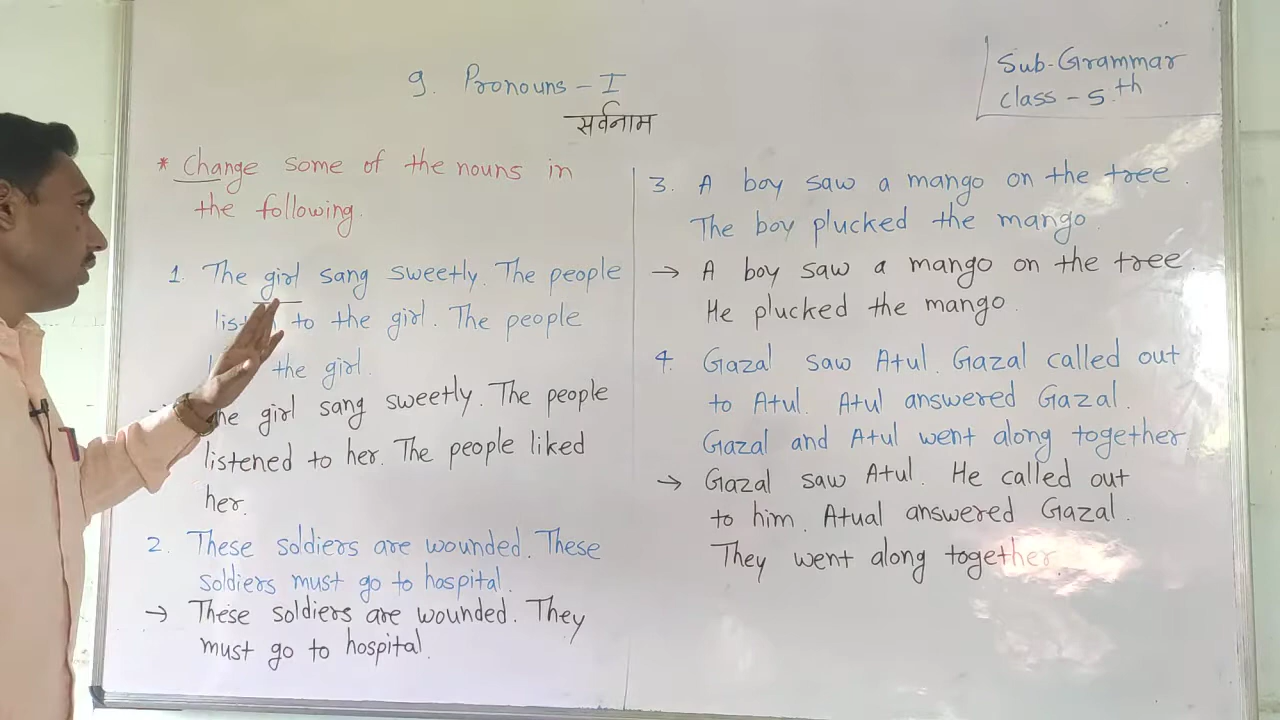 9. Pronouns - I
सर्वनाम
Sub-Grammar
Class - 5th
* Change some of the nouns in
the following.
1. The girl sang sweetly. The people
to the girl. The people
the girl.
girl sang sweetly. The people
listened to her. The people liked
her.
2. These soldiers are wounded. These
soldiers must go to hospital.
→ These soldiers are wounded. They
must go to hospital.
3. A boy saw a mango on the tree.
The boy plucked the mango.
→ A boy saw a mango on the tree.
He plucked the mango.
4. Gazal saw Atul. Gazal called out
to Atul. Atul answered Gazal.
Gazal and Atul went along together.
→ Gazal saw Atul. He called out
to him. Atual answered Gazal.
They went along together.